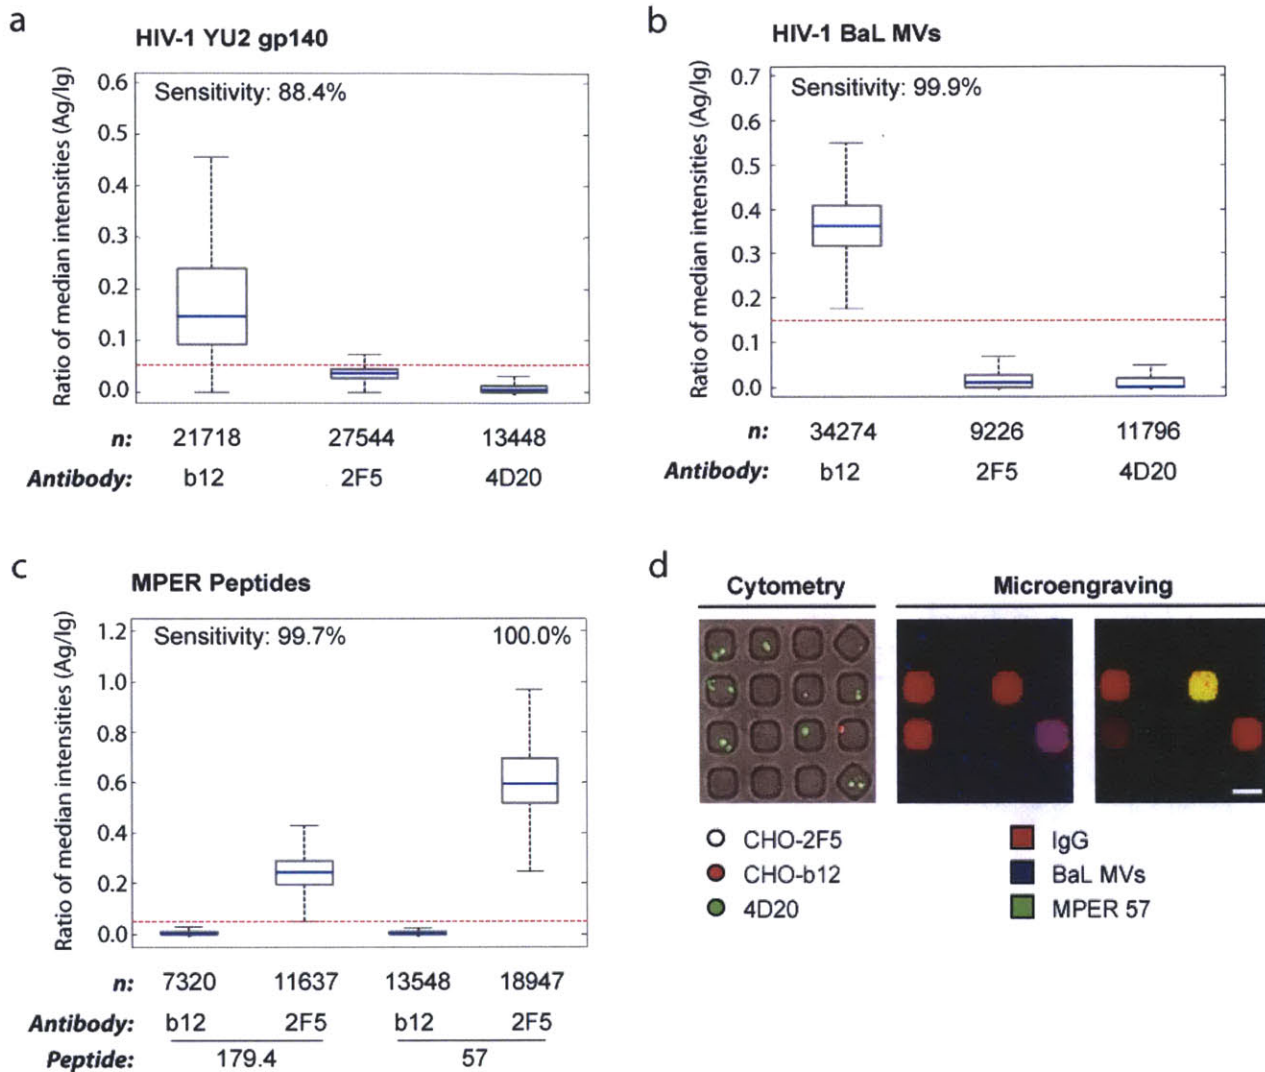 a
HIV-1 YU2 gp140
Ratio of median intensities (Ag/Ig)
Sensitivity: 88.4%
0.6
0.5
0.4
0.3
0.2
0.1
0.0
n: 21718 27544 13448
Antibody: b12 2F5 4D20
b
HIV-1 BaL MVs
Ratio of median intensities (Ag/Ig)
Sensitivity: 99.9%
0.7
0.6
0.5
0.4
0.3
0.2
0.1
0.0
n: 34274 9226 11796
Antibody: b12 2F5 4D20
c
MPER Peptides
Ratio of median intensities (Ag/Ig)
Sensitivity: 99.7% 100.0%
1.2
1.0
0.8
0.6
0.4
0.2
0.0
n: 7320 11637 13548 18947
Antibody: b12 2F5 b12 2F5
Peptide: 179.4 57
d
Cytometry Microengraving
CHO-2F5 IgG
CHO-b12 BaL MVs
4D20 MPER 57